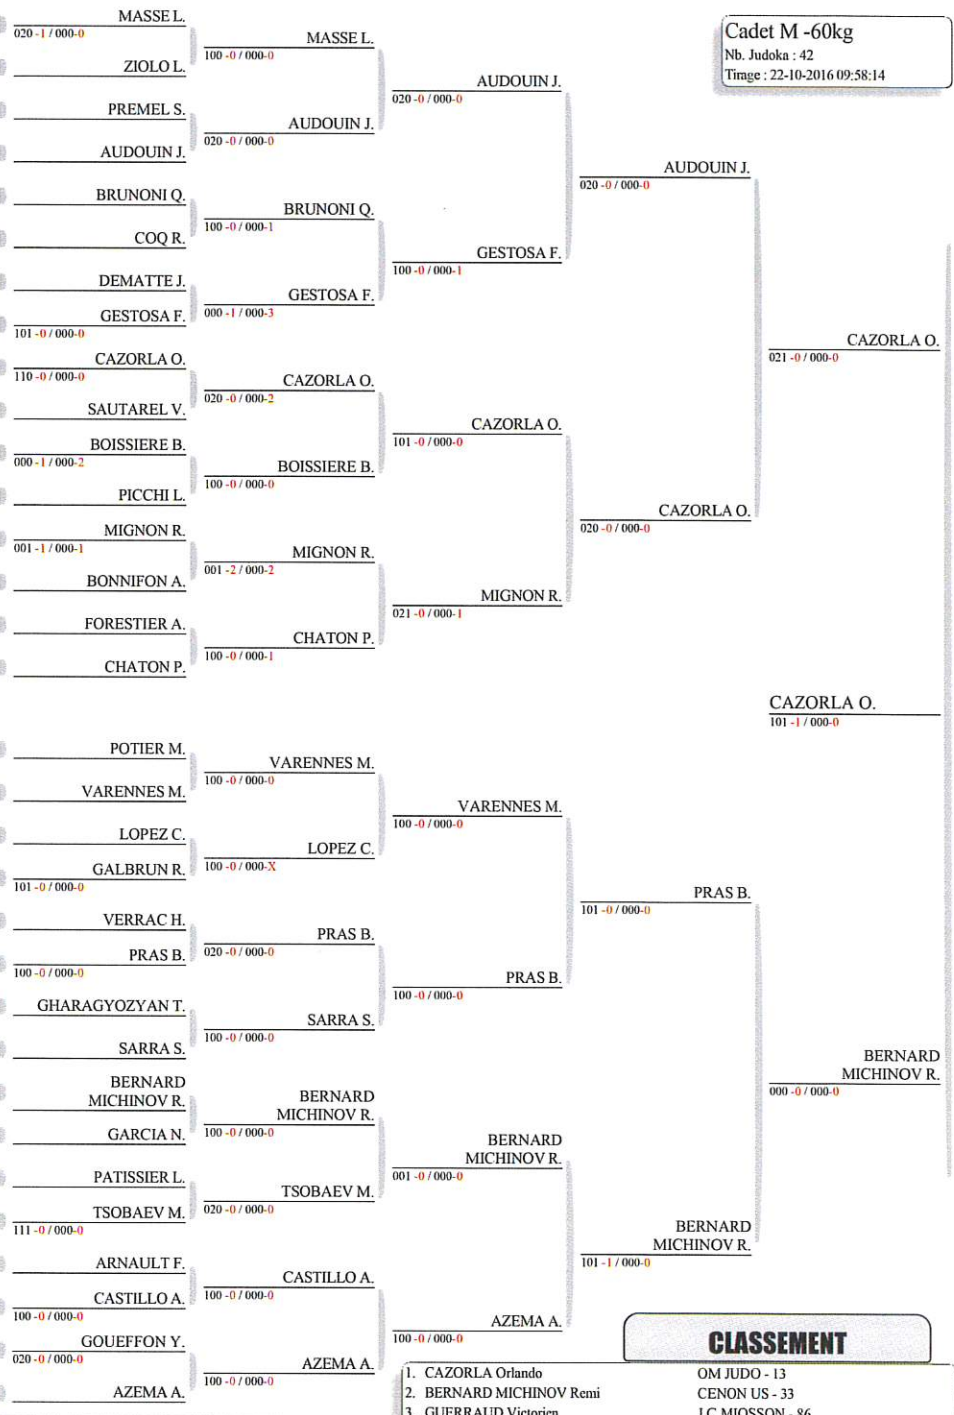 Cadet M -60kg
Nb. Judoka : 42
Tirage : 22-10-2016 09:58:14
MASSE L.
020 -1 / 000-0
ZIOLO L.
PREMEL S.
AUDOUIN J.
BRUNONI Q.
COQ R.
DEMATTE J.
GESTOSA F.
101 -0 / 000-0
CAZORLA O.
110 -0 / 000-0
SAUTAREL V.
BOISSIERE B.
000 -1 / 000-2
PICCHI L.
MIGNON R.
001 -1 / 000-1
BONNIFON A.
FORESTIER A.
CHATON P.
POTIER M.
VARENNES M.
LOPEZ C.
GALBRUN R.
101 -0 / 000-0
VERRAC H.
PRAS B.
100 -0 / 000-0
GHARAGYOZYAN T.
SARRA S.
BERNARD
MICHINOV R.
GARCIA N.
PATISSIER L.
TSOBAEV M.
111 -0 / 000-0
ARNAULT F.
CASTILLO A.
100 -0 / 000-0
GOUEFFON Y.
020 -0 / 000-0
AZEMA A.
MASSE L.
100 -0 / 000-0
AUDOUIN J.
020 -0 / 000-0
BRUNONI Q.
100 -0 / 000-1
GESTOSA F.
000 -1 / 000-3
CAZORLA O.
020 -0 / 000-2
BOISSIERE B.
100 -0 / 000-0
MIGNON R.
001 -2 / 000-2
CHATON P.
100 -0 / 000-1
VARENNES M.
100 -0 / 000-0
LOPEZ C.
100 -0 / 000-X
PRAS B.
020 -0 / 000-0
SARRA S.
100 -0 / 000-0
BERNARD
MICHINOV R.
100 -0 / 000-0
TSOBAEV M.
020 -0 / 000-0
CASTILLO A.
100 -0 / 000-0
AZEMA A.
100 -0 / 000-0
AUDOUIN J.
020 -0 / 000-0
GESTOSA F.
100 -0 / 000-1
CAZORLA O.
101 -0 / 000-0
MIGNON R.
021 -0 / 000-1
VARENNES M.
100 -0 / 000-0
PRAS B.
100 -0 / 000-0
BERNARD
MICHINOV R.
001 -0 / 000-0
AZEMA A.
100 -0 / 000-0
AUDOUIN J.
020 -0 / 000-0
CAZORLA O.
020 -0 / 000-0
PRAS B.
101 -0 / 000-0
BERNARD
MICHINOV R.
101 -1 / 000-0
CAZORLA O.
021 -0 / 000-0
CAZORLA O.
101 -1 / 000-0
BERNARD
MICHINOV R.
000 -0 / 000-0
CLASSEMENT
1. CAZORLA Orlando OM JUDO - 13
2. BERNARD MICHINOV Remi CENON US - 33
3. GUERRAUD Victorien J.C MIOSSON - 86